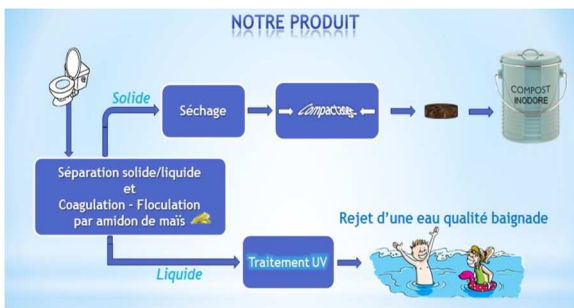 NOTRE PRODUIT
Solide
Séchage
Compactage
COMPOST
INODORE
Séparation solide/liquide
et
Coagulation - Floculation
par amidon de maïs
Rejet d'une eau qualité baignade
Liquide
Traitement UV